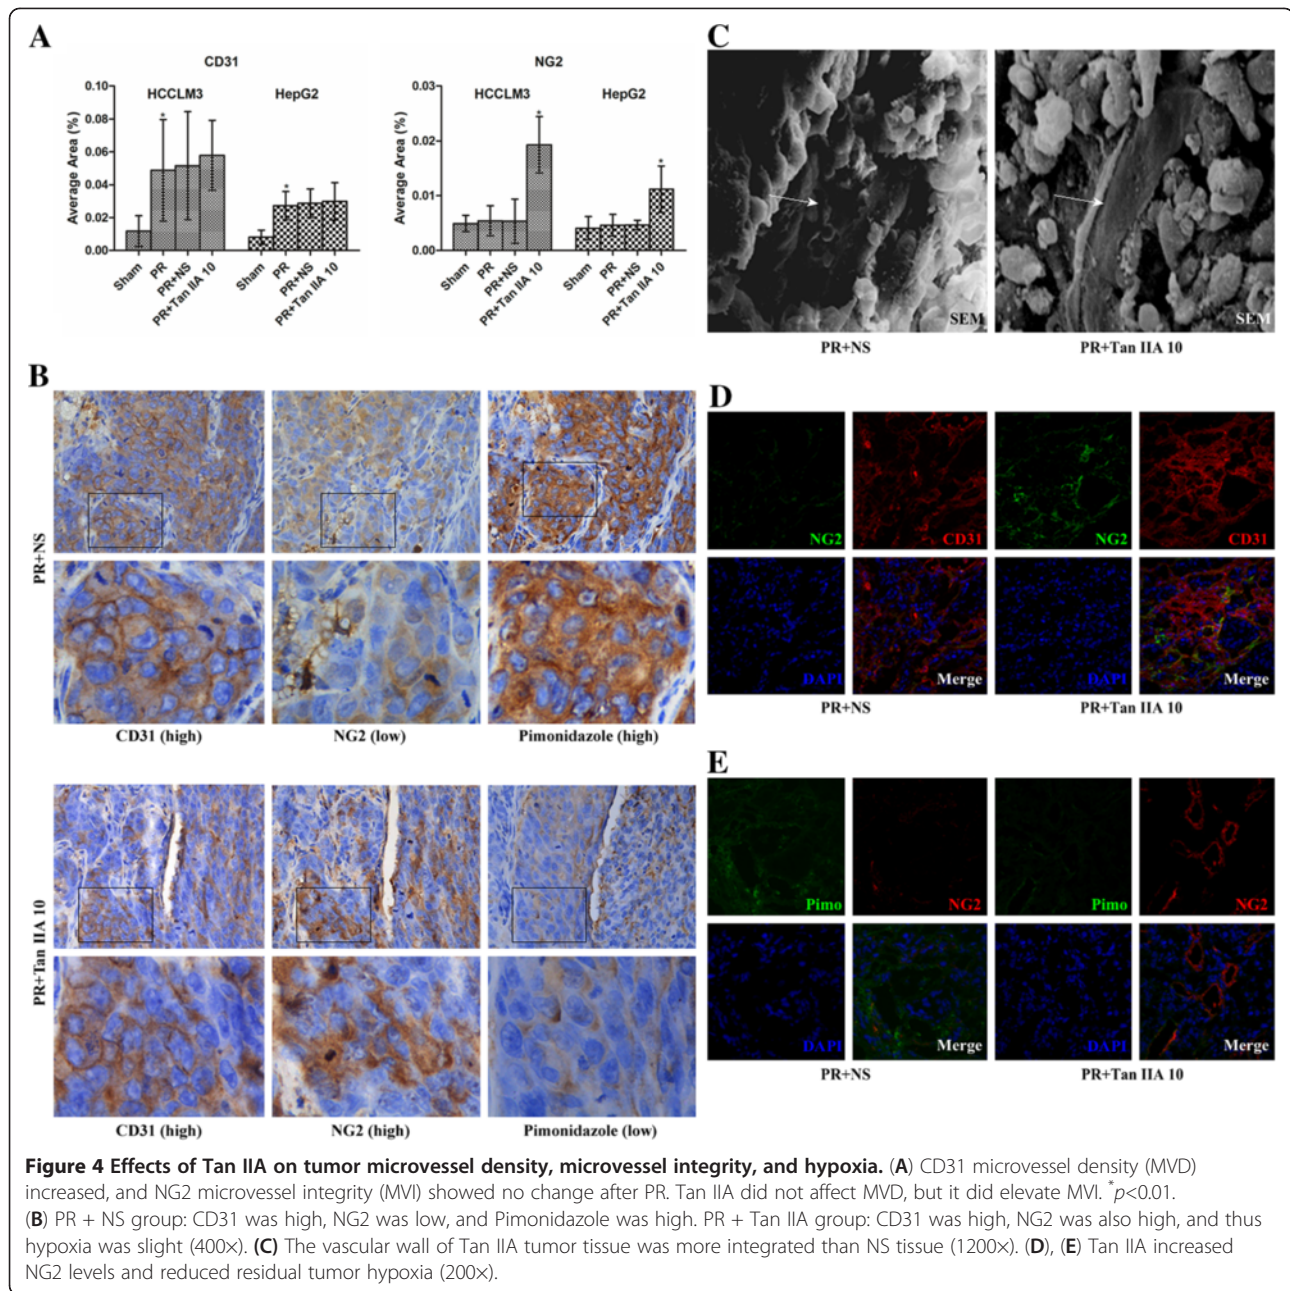 A
CD31
HCCLM3
HepG2
Average Area (%)
0.10
0.08
0.06
0.04
0.02
0.00
*
*
Sham
PR
PR+NS
PR+Tan IIA 10
Sham
PR
PR+NS
PR+Tan IIA 10
NG2
HCCLM3
HepG2
Average Area (%)
0.03
0.02
0.01
0.00
*
*
Sham
PR
PR+NS
PR+Tan IIA 10
Sham
PR
PR+NS
PR+Tan IIA 10
C
SEM
SEM
PR+NS
PR+Tan IIA 10
B
PR+NS
CD31 (high)
NG2 (low)
Pimonidazole (high)
PR+Tan IIA 10
CD31 (high)
NG2 (high)
Pimonidazole (low)
D
NG2
CD31
NG2
CD31
DAPI
Merge
DAPI
Merge
PR+NS
PR+Tan IIA 10
E
Pimo
NG2
Pimo
NG2
DAPI
Merge
DAPI
Merge
PR+NS
PR+Tan IIA 10
Figure 4 Effects of Tan IIA on tumor microvessel density, microvessel integrity, and hypoxia. (A) CD31 microvessel density (MVD)
increased, and NG2 microvessel integrity (MVI) showed no change after PR. Tan IIA did not affect MVD, but it did elevate MVI. *p<0.01.
(B) PR + NS group: CD31 was high, NG2 was low, and Pimonidazole was high. PR + Tan IIA group: CD31 was high, NG2 was also high, and thus
hypoxia was slight (400×). (C) The vascular wall of Tan IIA tumor tissue was more integrated than NS tissue (1200×). (D), (E) Tan IIA increased
NG2 levels and reduced residual tumor hypoxia (200×).